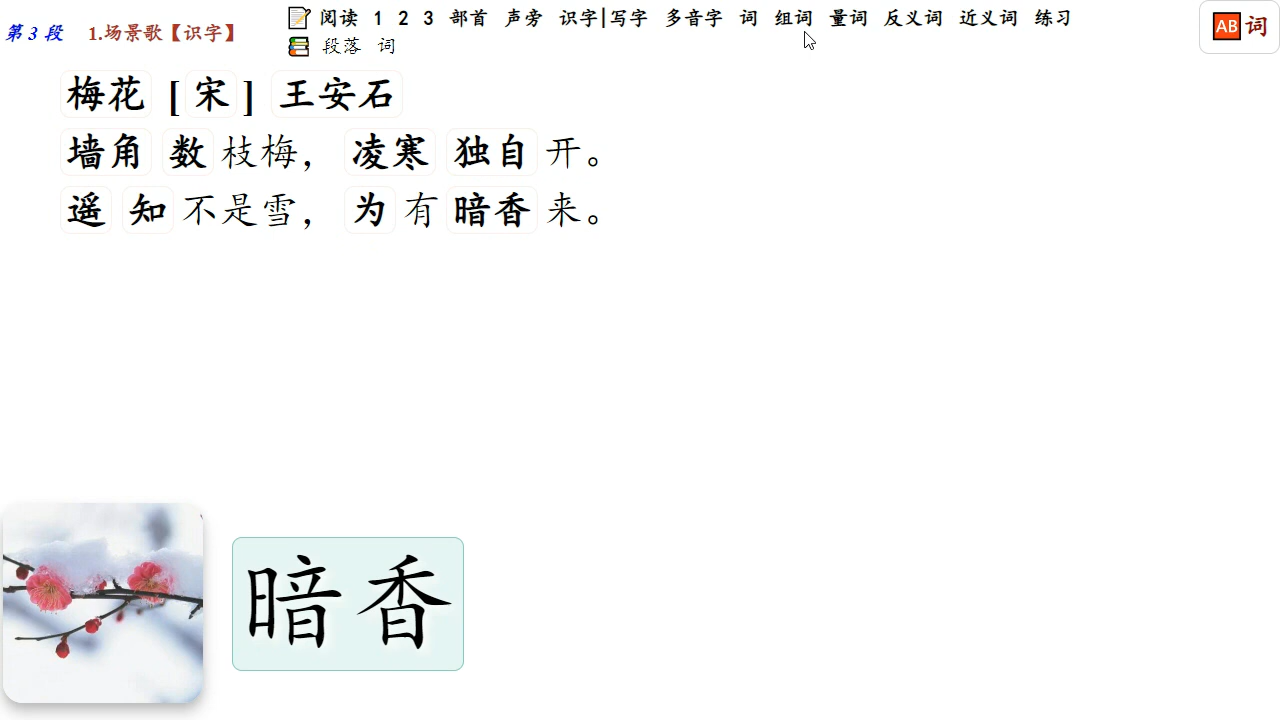 第 3 段 1.场景歌【识字】 阅读 1 2 3 部首 声旁 识字|写字 多音字 词 组词 量词 反义词 近义词 练习
段落 词
AB 词
梅花 [宋] 王安石
墙角 数 枝梅， 凌寒 独自 开。
遥 知 不是雪， 为 有 暗香 来。
暗香